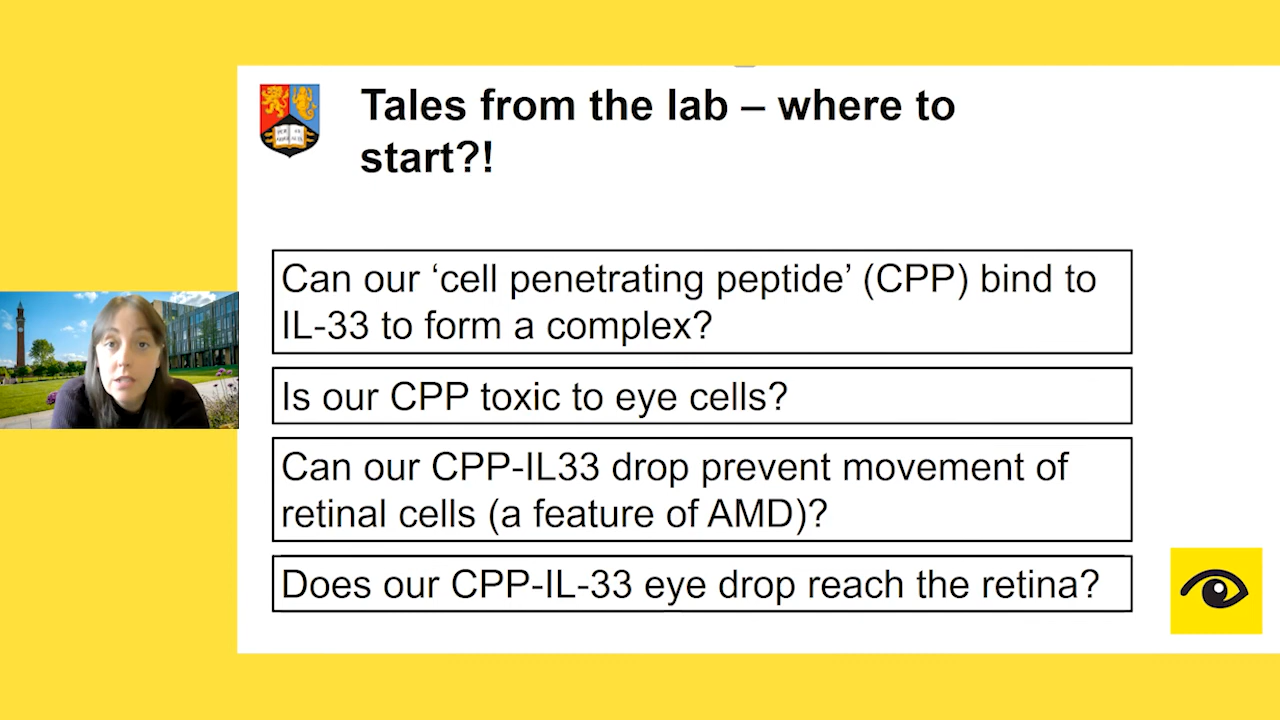 Tales from the lab – where to
start?!
Can our ‘cell penetrating peptide’ (CPP) bind to
IL-33 to form a complex?
Is our CPP toxic to eye cells?
Can our CPP-IL33 drop prevent movement of
retinal cells (a feature of AMD)?
Does our CPP-IL-33 eye drop reach the retina?